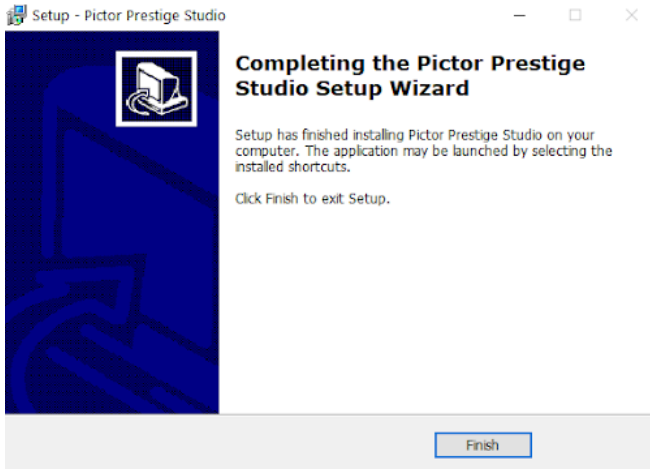 Setup - Pictor Prestige Studio
Completing the Pictor Prestige
Studio Setup Wizard
Setup has finished installing Pictor Prestige Studio on your
computer. The application may be launched by selecting the
installed shortcuts.
Click Finish to exit Setup.
Finish